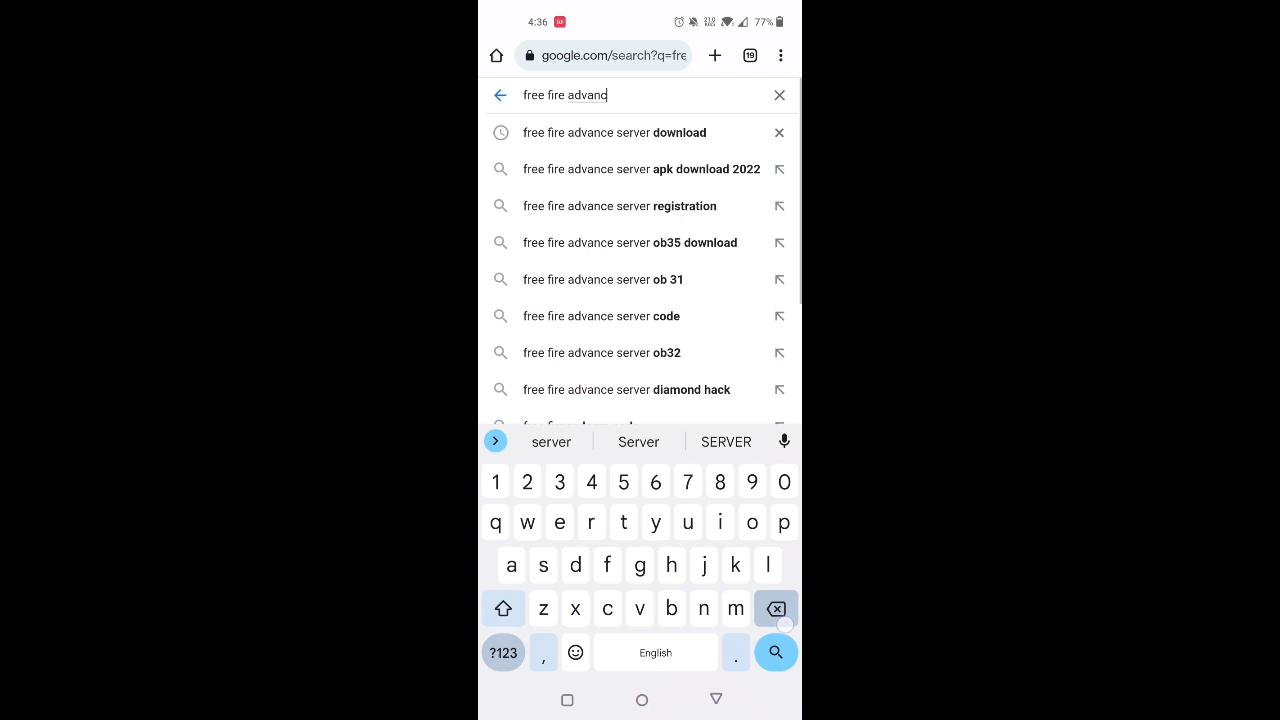 4:36
77%
google.com/search?q=fre
19
free fire advand
free fire advance server download
free fire advance server apk download 2022
free fire advance server registration
free fire advance server ob35 download
free fire advance server ob 31
free fire advance server code
free fire advance server ob32
free fire advance server diamond hack
server Server SERVER
1 2 3 4 5 6 7 8 9 0
q w e r t y u i o p
a s d f g h j k l
z x c v b n m
?123 , English .